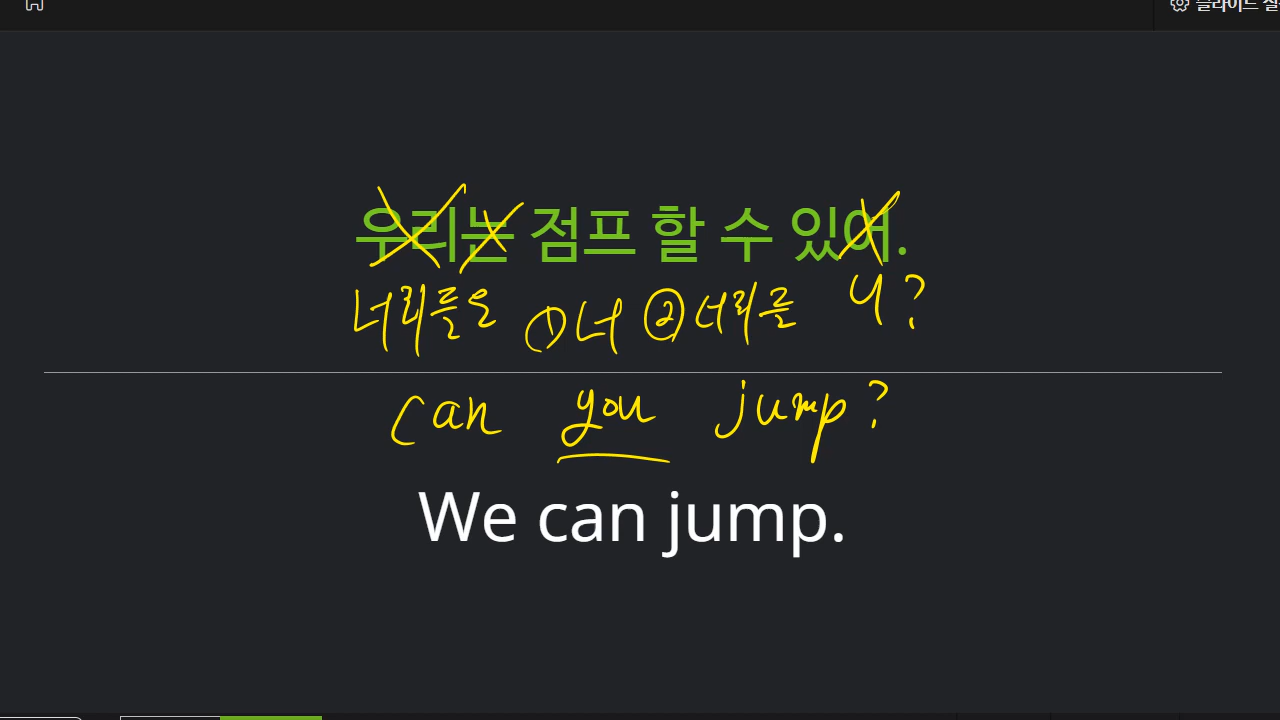 우리는 점프 할 수 있어.
너희들은 ①너 ②너희들 니?
can you jump?
We can jump.